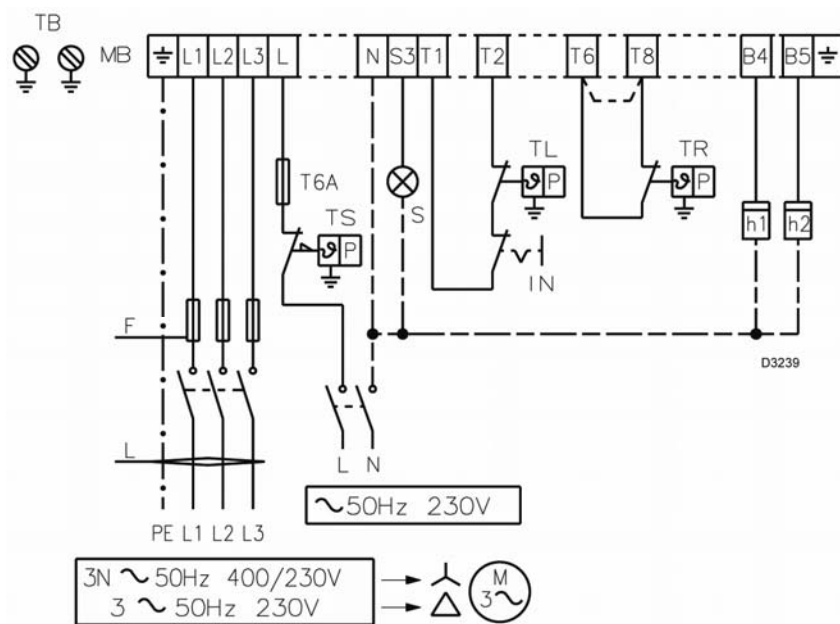 TB
MB L1 L2 L3 L N S3 T1 T2 T6 T8 B4 B5
T6A
TS
P
S
TL
P
TR
P
IN
h1 h2
F
D3239
L
L N
PE L1 L2 L3
~50Hz 230V
3N ~ 50Hz 400/230V
3 ~ 50Hz 230V
M
3~